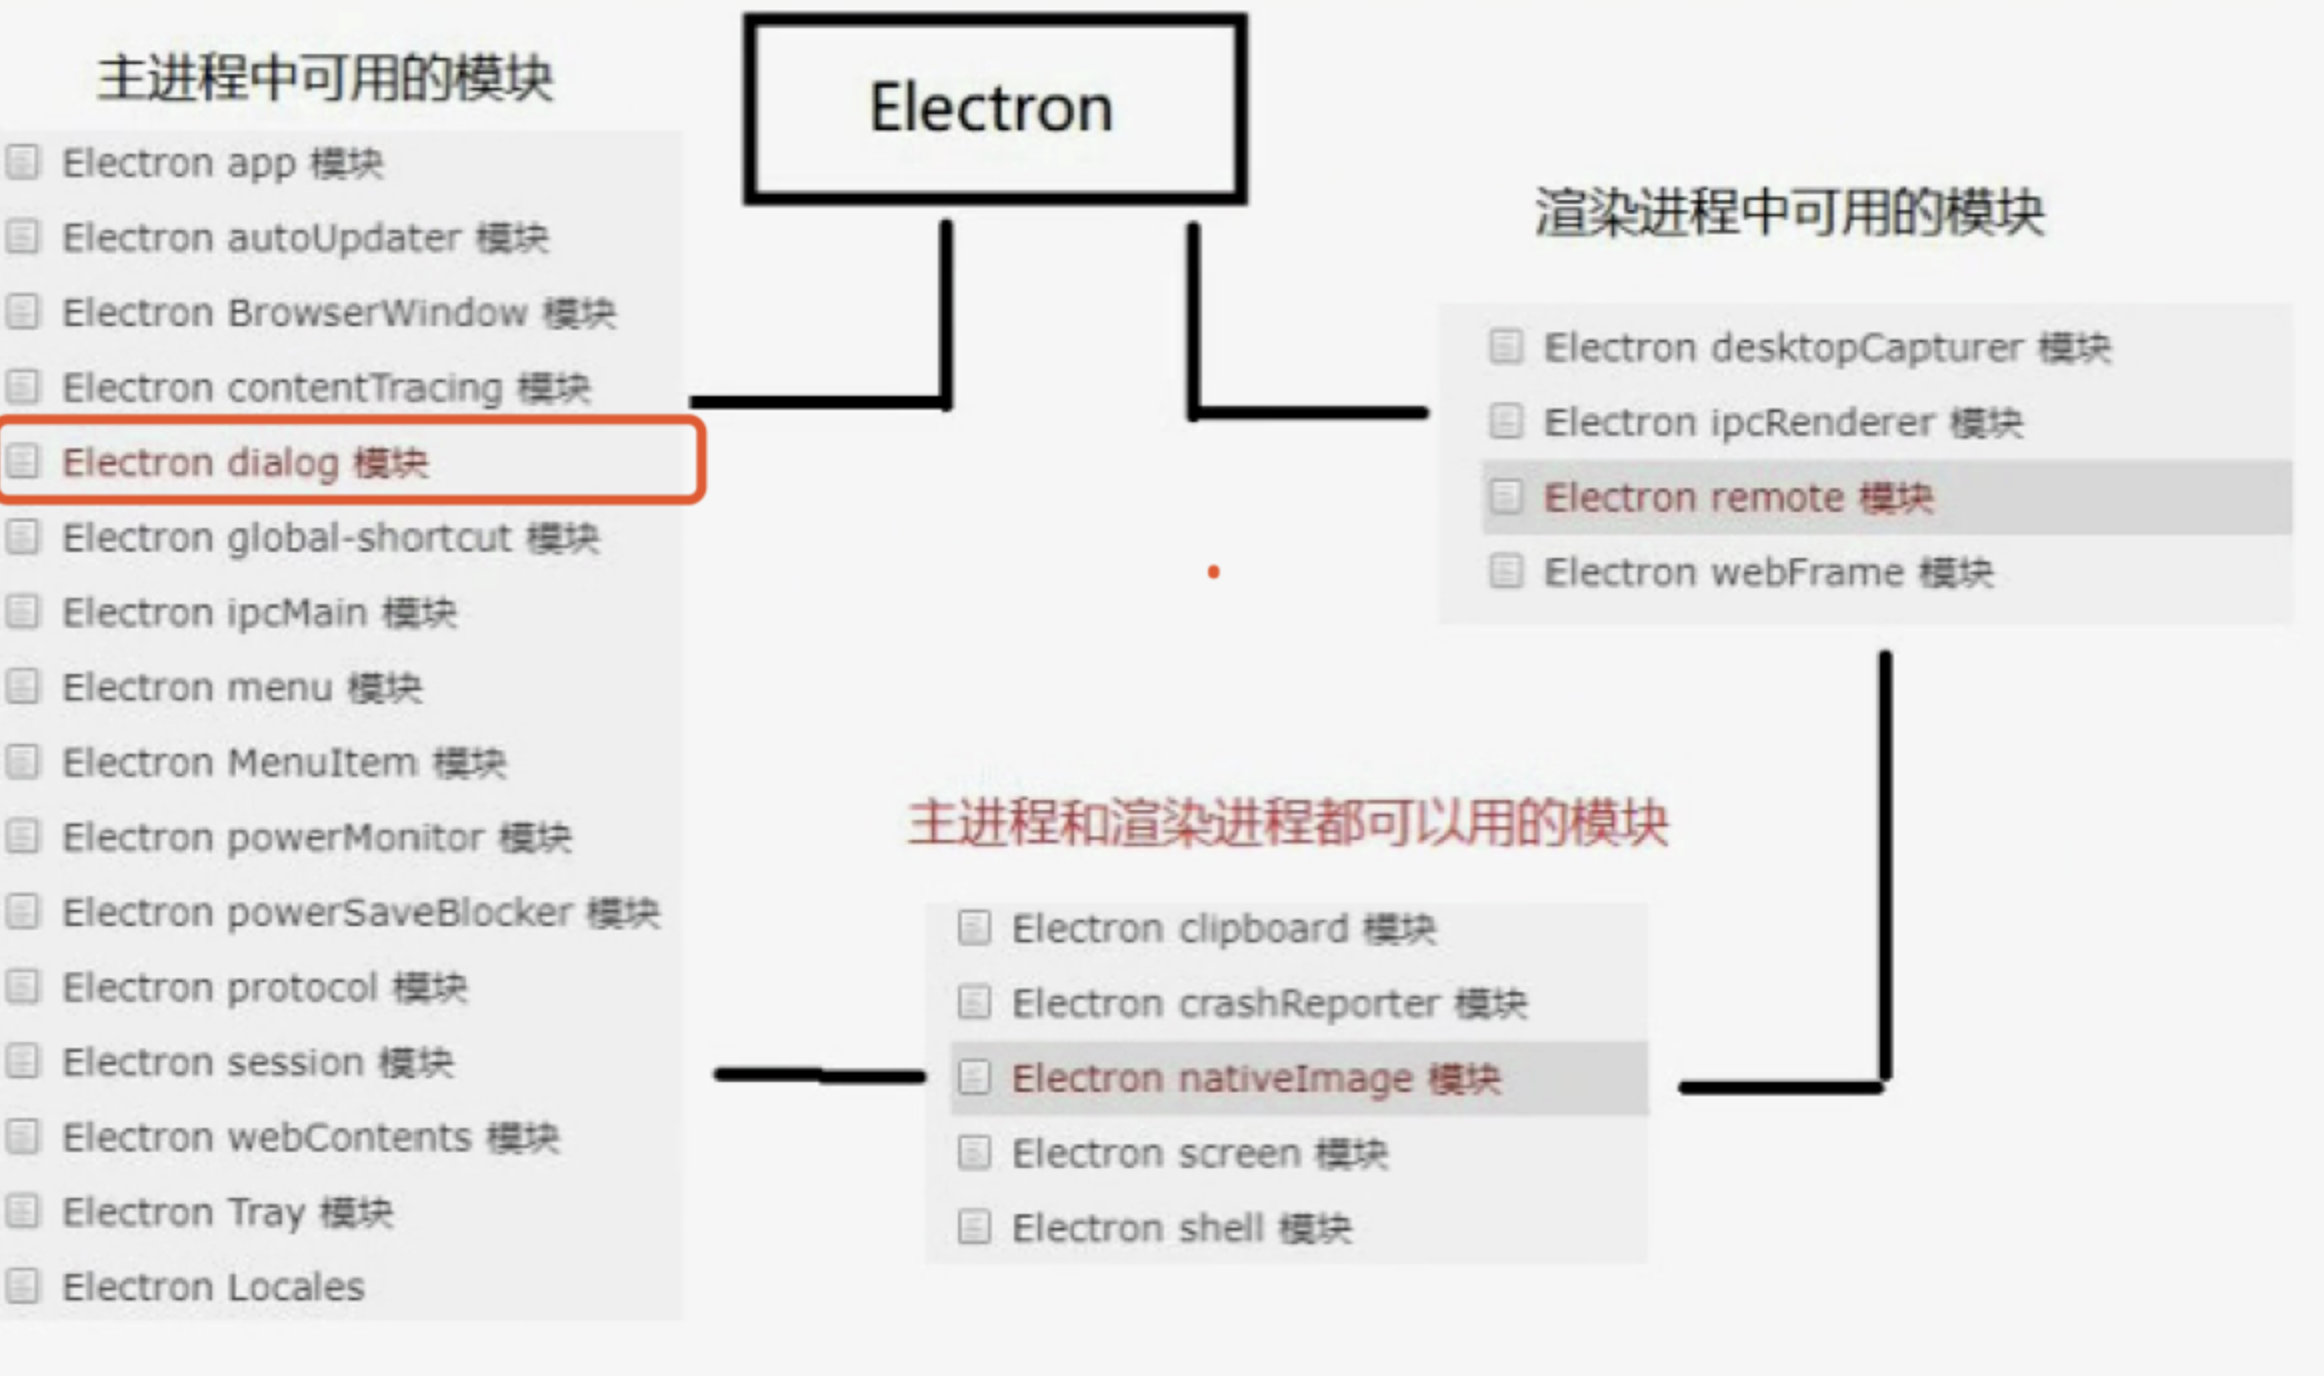 Electron
主进程中可用的模块
Electron app 模块
Electron autoUpdater 模块
Electron BrowserWindow 模块
Electron contentTracing 模块
Electron dialog 模块
Electron global-shortcut 模块
Electron ipcMain 模块
Electron menu 模块
Electron MenuItem 模块
Electron powerMonitor 模块
Electron powerSaveBlocker 模块
Electron protocol 模块
Electron session 模块
Electron webContents 模块
Electron Tray 模块
Electron Locales
渲染进程中可用的模块
Electron desktopCapturer 模块
Electron ipcRenderer 模块
Electron remote 模块
Electron webFrame 模块
主进程和渲染进程都可以用的模块
Electron clipboard 模块
Electron crashReporter 模块
Electron nativeImage 模块
Electron screen 模块
Electron shell 模块